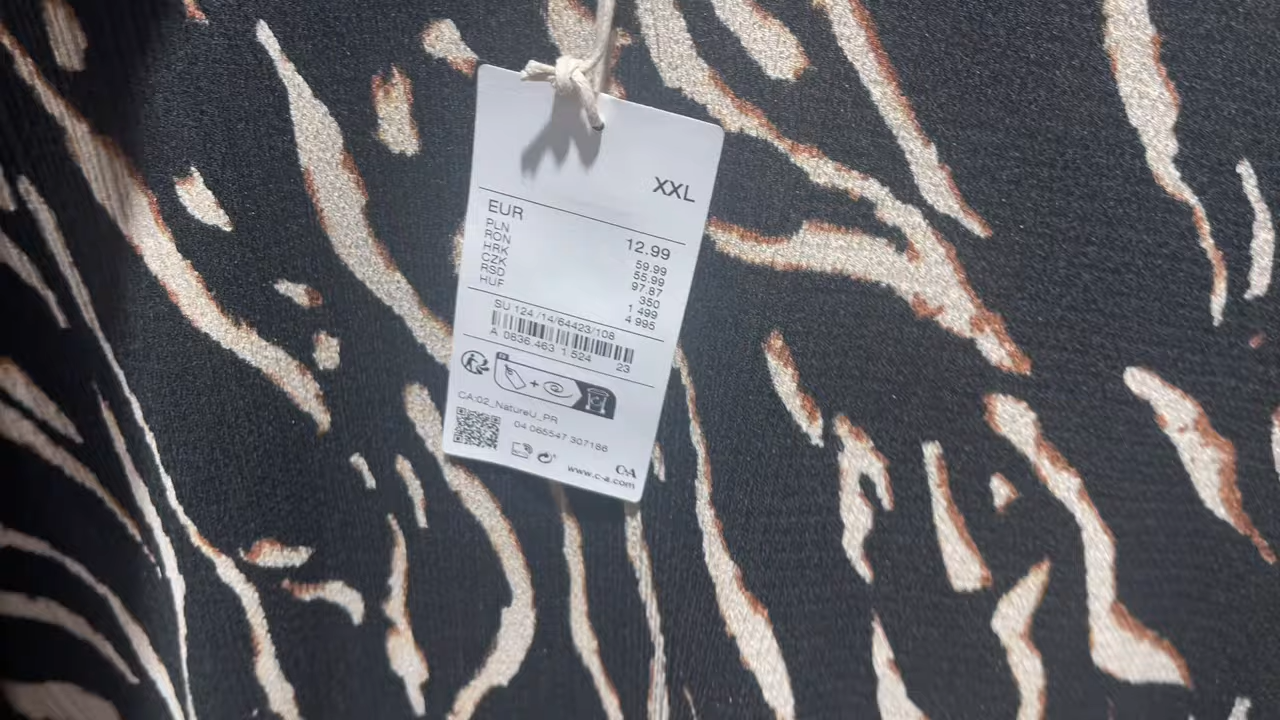 XXL
EUR 12.99
PLN 59.99
RON 55.99
HRK 97.87
CZK 350
RSD 1 499
HUF 4 995
SU 124./14/64423/108
A 0836.463 1 524 23
CA:02_NatureU_PR
04 065547 307186
C&A
www.c-a.com